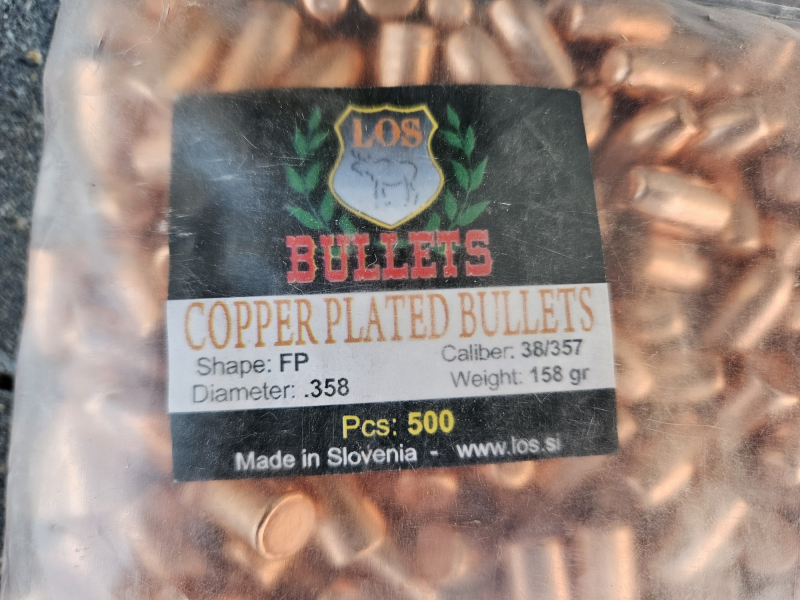 LOS
BULLETS
COPPER PLATED BULLETS
Shape: FP Caliber: 38/357
Diameter: .358 Weight: 158 gr
Pcs: 500
Made in Slovenia - www.los.si